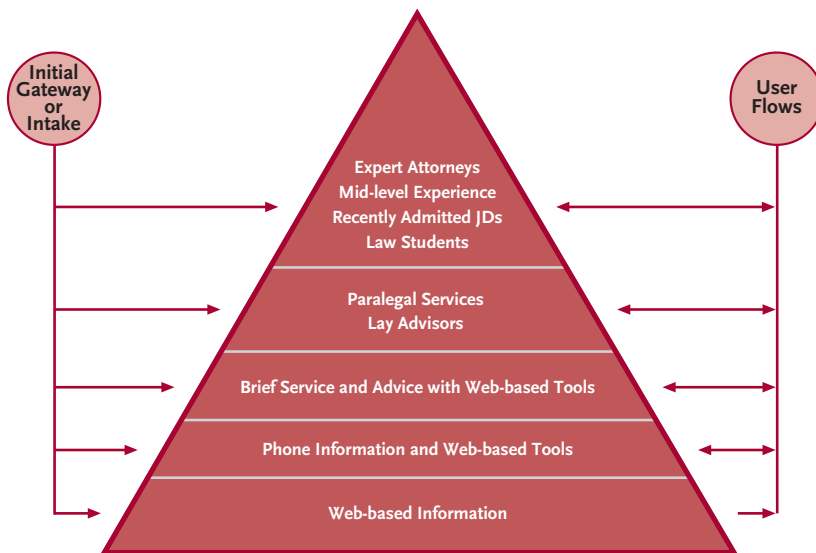 Initial
Gateway
or
Intake
User
Flows
Expert Attorneys
Mid-level Experience
Recently Admitted JDs
Law Students
Paralegal Services
Lay Advisors
Brief Service and Advice with Web-based Tools
Phone Information and Web-based Tools
Web-based Information